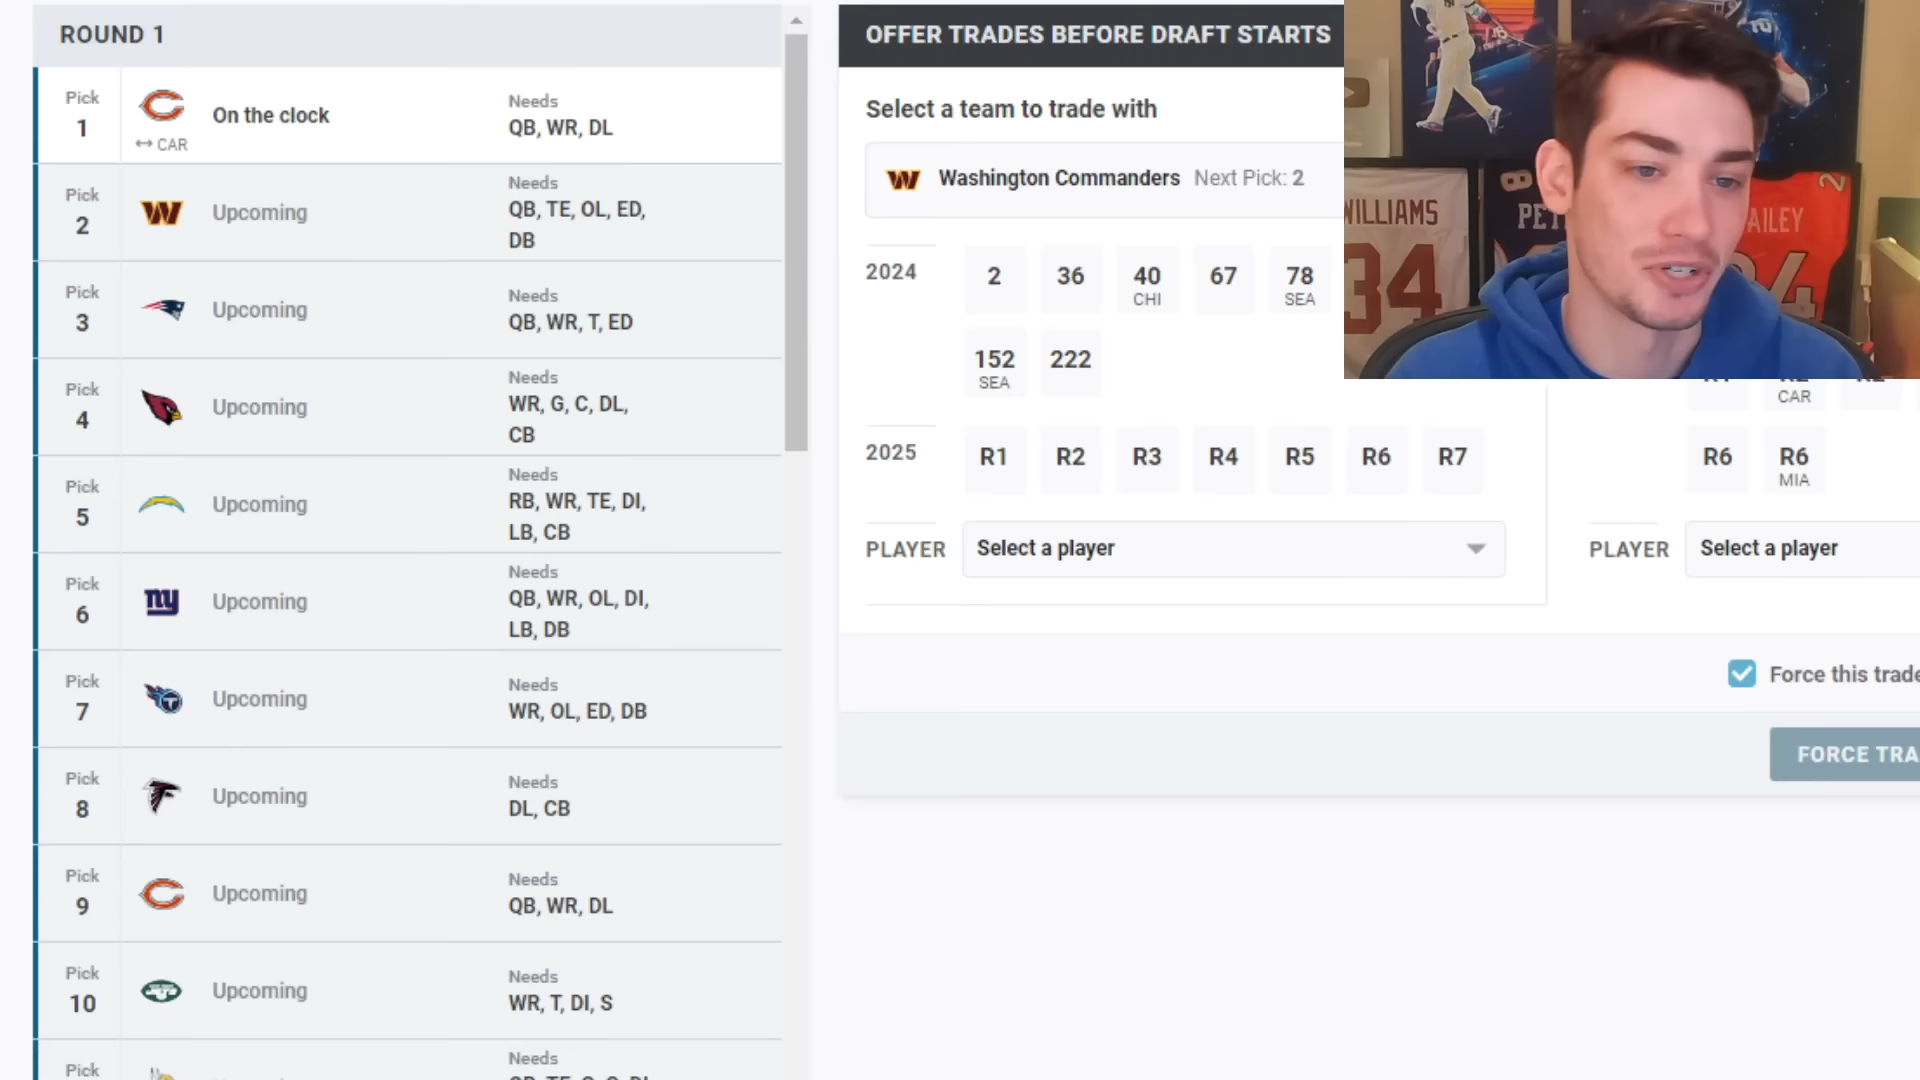 ROUND 1
Pick
1
CAR
On the clock
Needs
QB, WR, DL
Pick
2
Upcoming
Needs
QB, TE, OL, ED,
DB
Pick
3
Upcoming
Needs
QB, WR, T, ED
Pick
4
Upcoming
Needs
WR, G, C, DL,
CB
Pick
5
Upcoming
Needs
RB, WR, TE, DI,
LB, CB
Pick
6
ny
Upcoming
Needs
QB, WR, OL, DI,
LB, DB
Pick
7
Upcoming
Needs
WR, OL, ED, DB
Pick
8
Upcoming
Needs
DL, CB
Pick
9
Upcoming
Needs
QB, WR, DL
Pick
10
Upcoming
Needs
WR, T, DI, S
Pick
Needs
OFFER TRADES BEFORE DRAFT STARTS
Select a team to trade with
W Washington Commanders Next Pick: 2
2024
2 36 40 67 78
CHI SEA
152 222
SEA
2025 R1 R2 R3 R4 R5 R6 R7
PLAYER Select a player
CAR
R6 R6
MIA
PLAYER Select a player
Force this trade
FORCE TRA
WILLIAMS
34
PET
AILEY
24